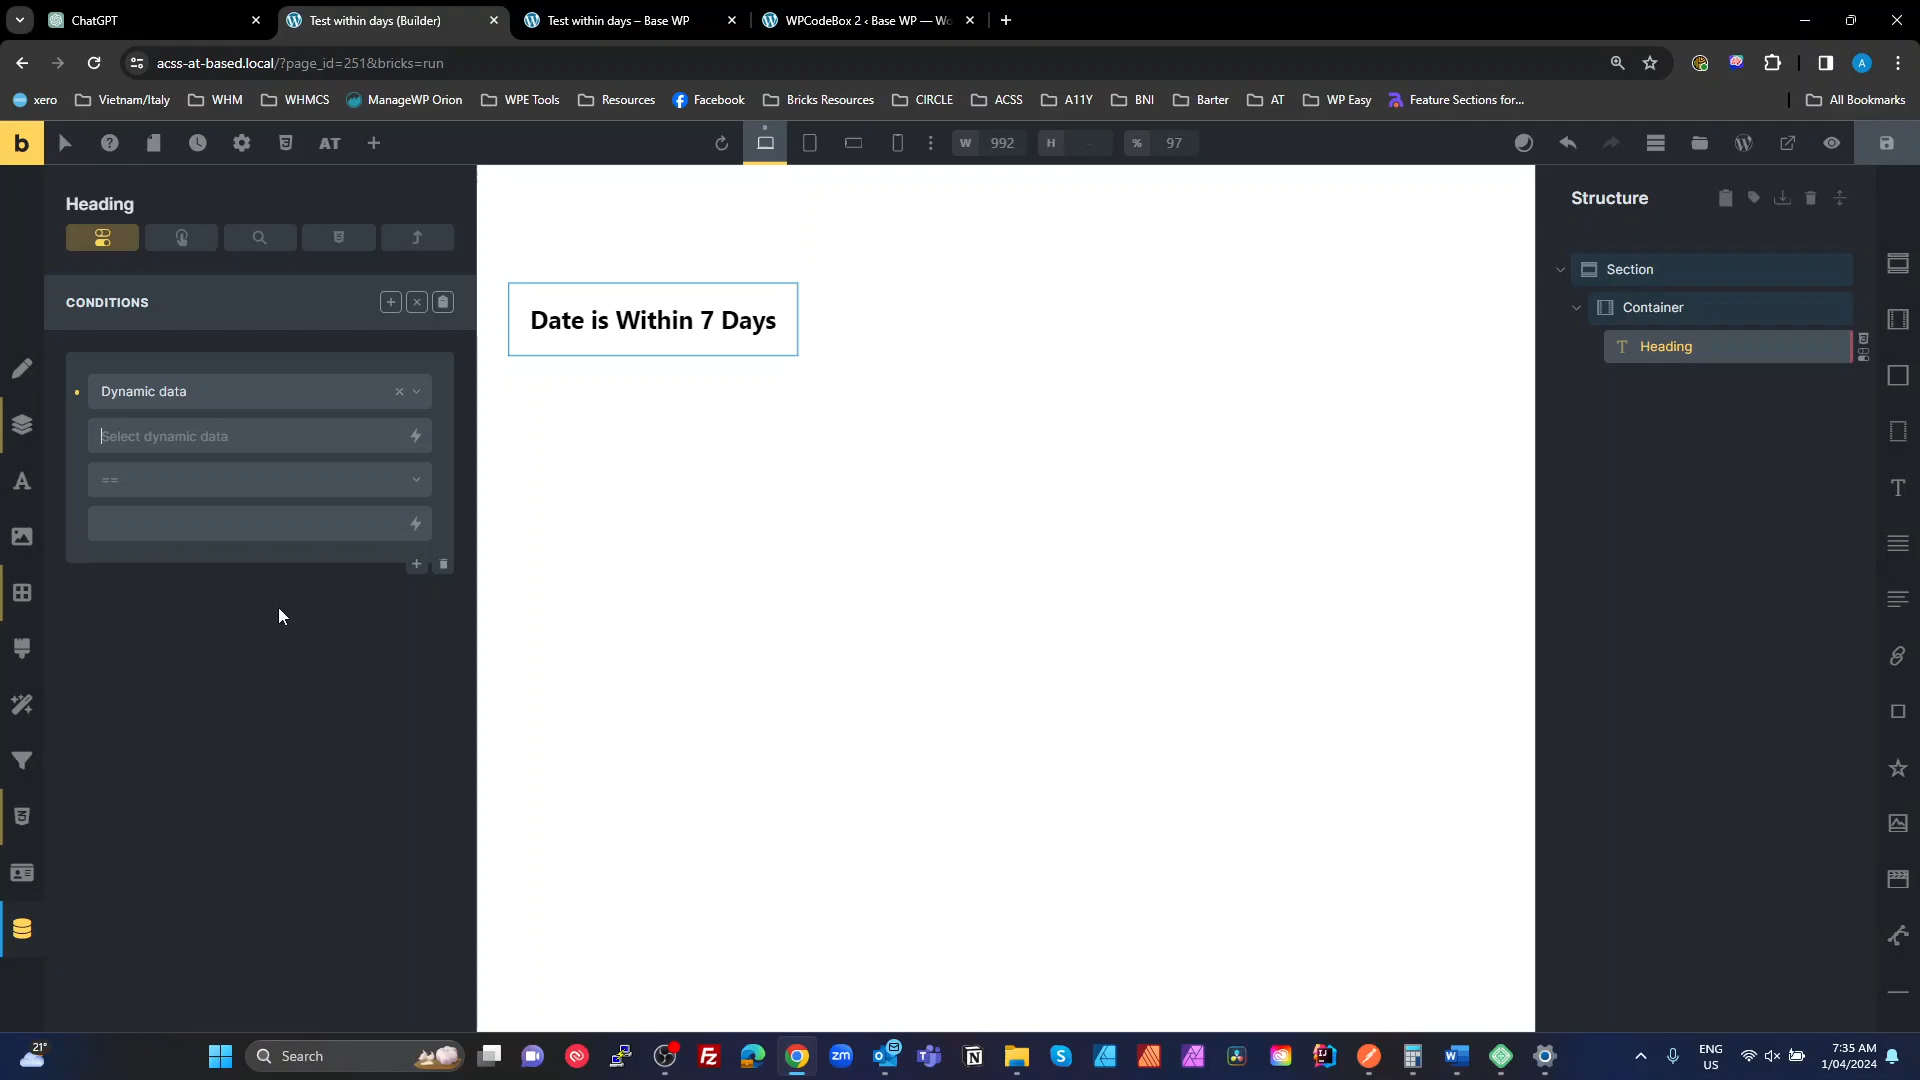 ChatGPT
Test within days (Builder)
Test within days – Base WP
WPCodeBox 2 ‹ Base WP — Wo
acss-at-based.local/?page_id=251&bricks=run
xero
Vietnam/Italy
WHM
WHMCS
ManageWP Orion
WPE Tools
Resources
Facebook
Bricks Resources
CIRCLE
ACSS
A11Y
BNI
Barter
AT
WP Easy
Feature Sections for...
All Bookmarks
b
AT
W 992
H -
% 97
Heading
Structure
CONDITIONS
Section
Container
Heading
Date is Within 7 Days
Dynamic data
Select dynamic data
==
21°
Search
ENG
US
7:35 AM
1/04/2024